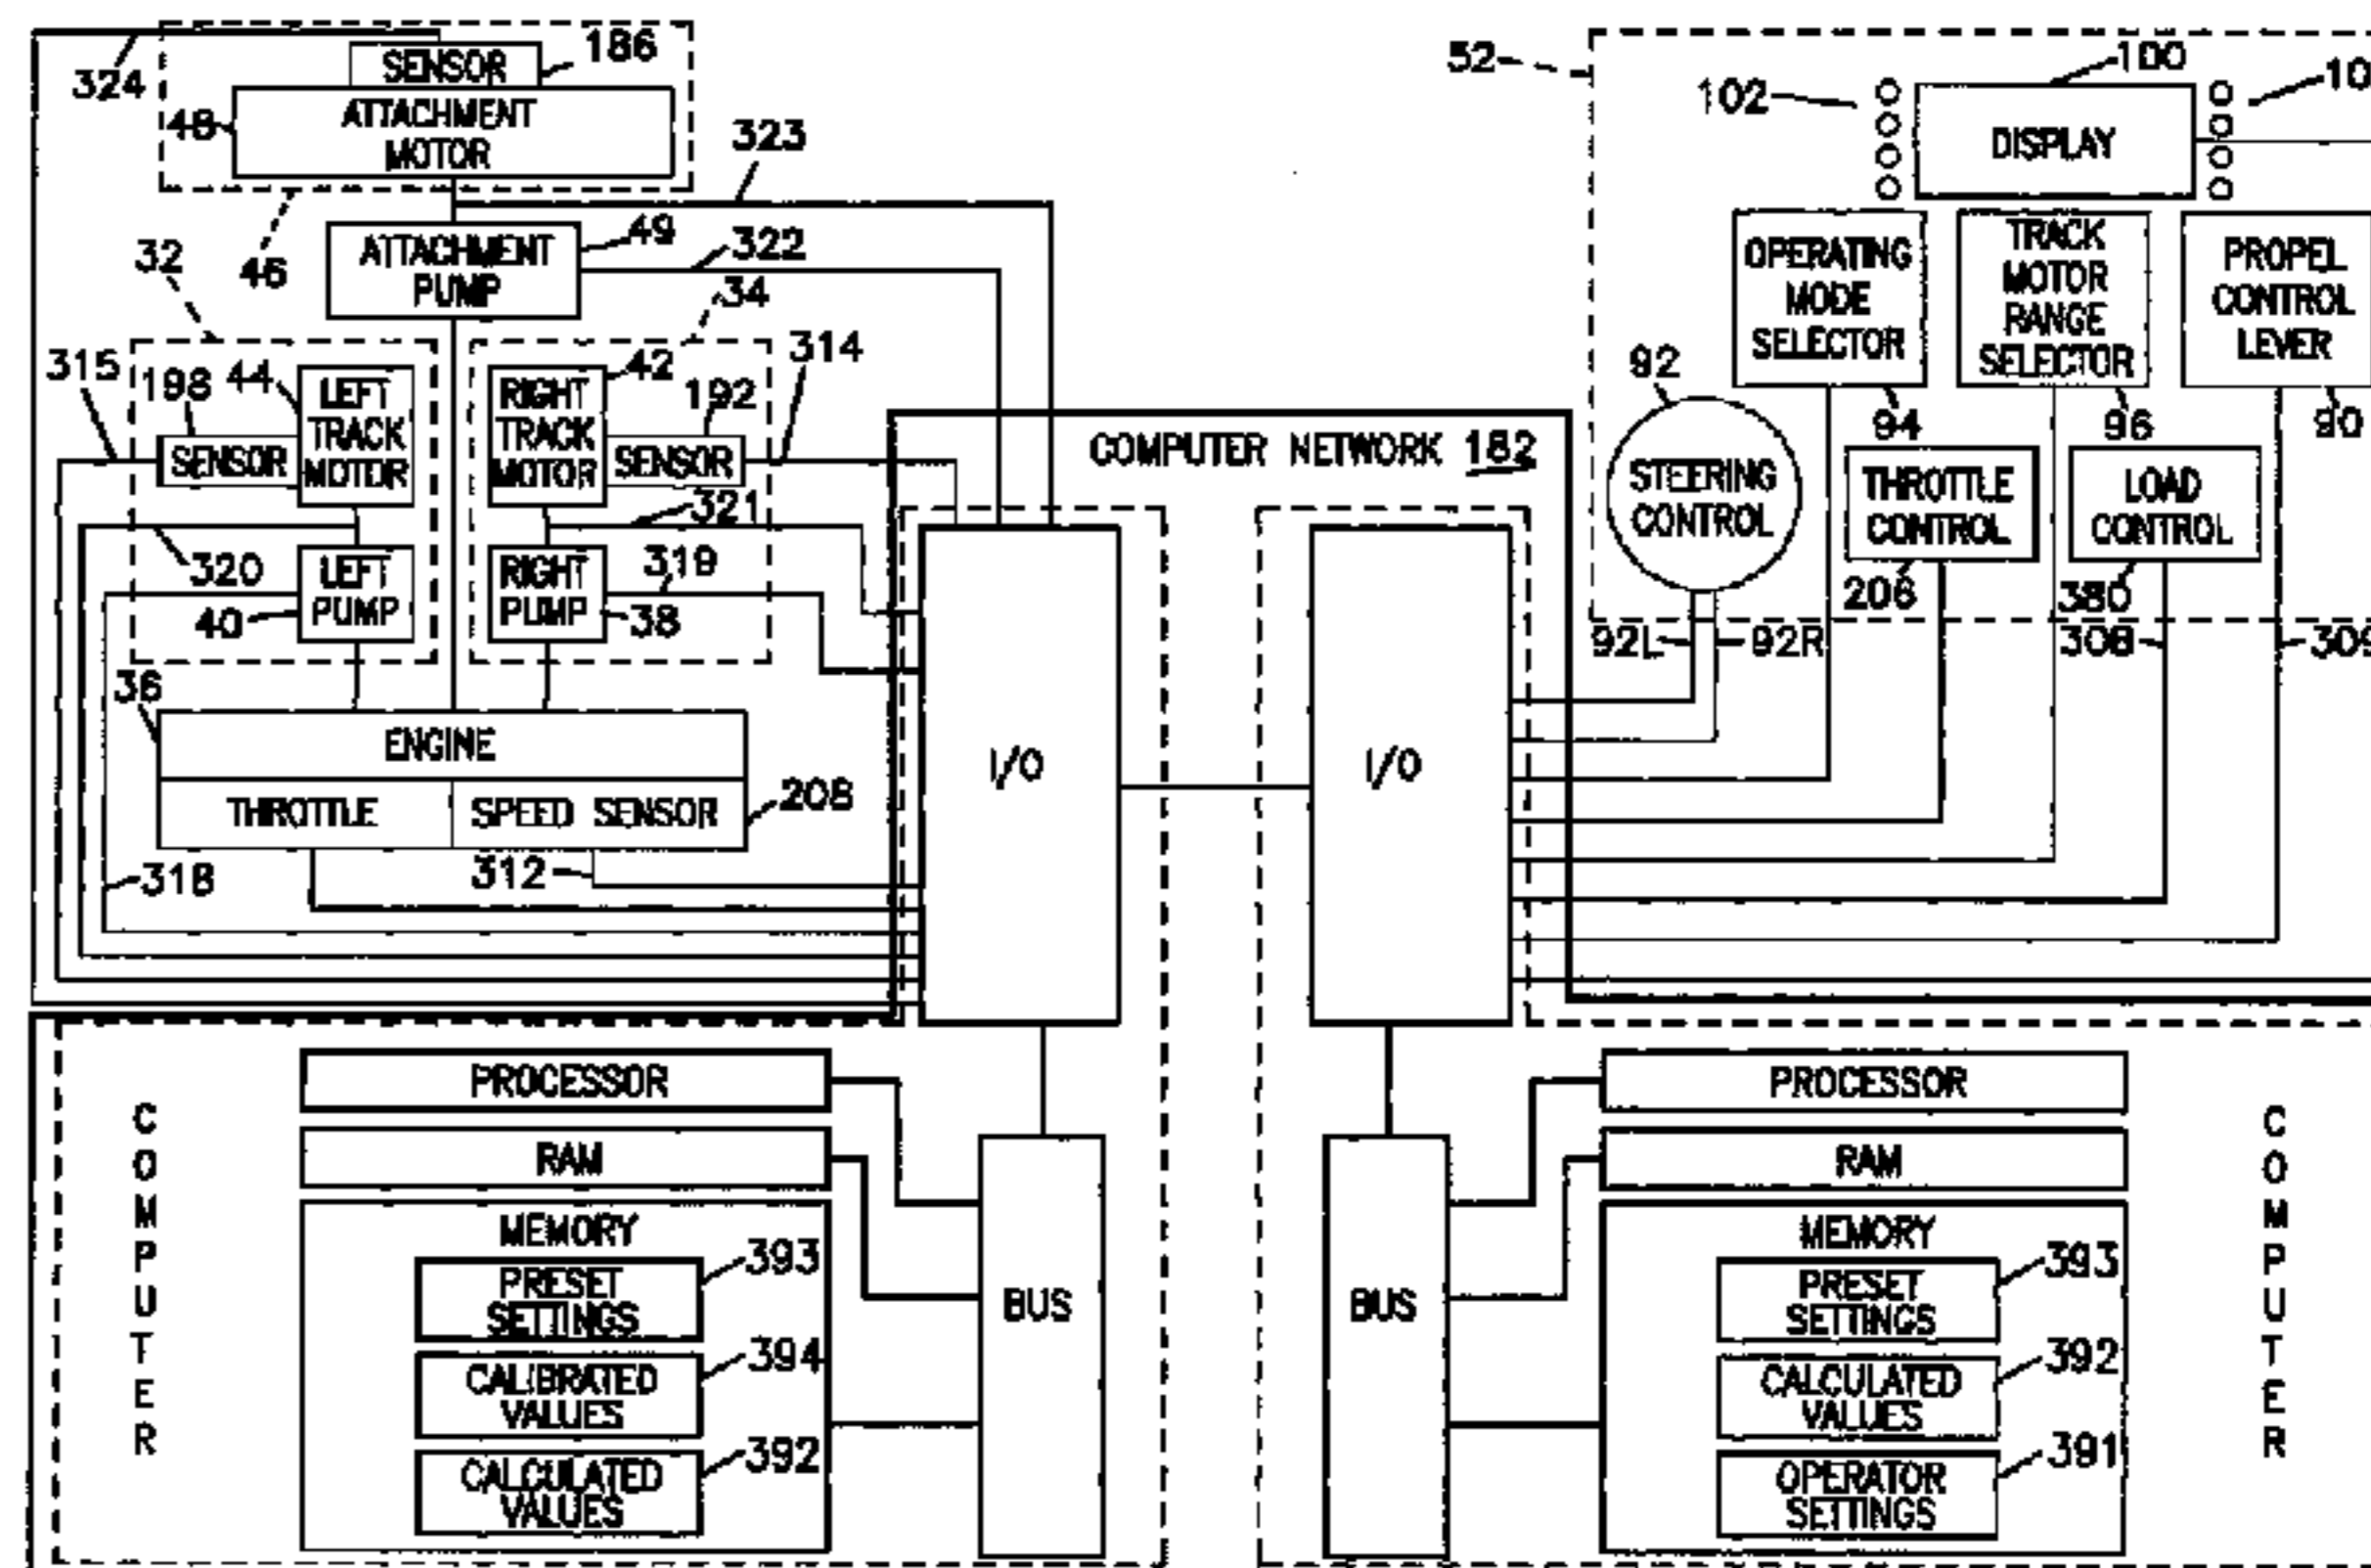 324
SENSOR
186
48
ATTACHMENT
MOTOR
323
46
ATTACHMENT
PUMP
49
322
32
34
315
198
44
LEFT
TRACK
MOTOR
SENSOR
RIGHT
TRACK
MOTOR
42
192
SENSOR
314
320
LEFT
PUMP
40
RIGHT
PUMP
38
321
319
36
ENGINE
THROTTLE
SPEED SENSOR
208
318
312
52
102
DISPLAY
100
OPERATING
MODE
SELECTOR
94
TRACK
MOTOR
RANGE
SELECTOR
96
PROPEL
CONTROL
LEVER
90
92
STEERING
CONTROL
THROTTLE
CONTROL
206
LOAD
CONTROL
380
92L
92R
308
309
COMPUTER NETWORK 182
I/O
I/O
COMPUTER
PROCESSOR
RAM
MEMORY
PRESET
SETTINGS
393
CALIBRATED
VALUES
394
CALCULATED
VALUES
392
BUS
BUS
PROCESSOR
RAM
MEMORY
PRESET
SETTINGS
393
CALCULATED
VALUES
392
OPERATOR
SETTINGS
391
COMPUTER